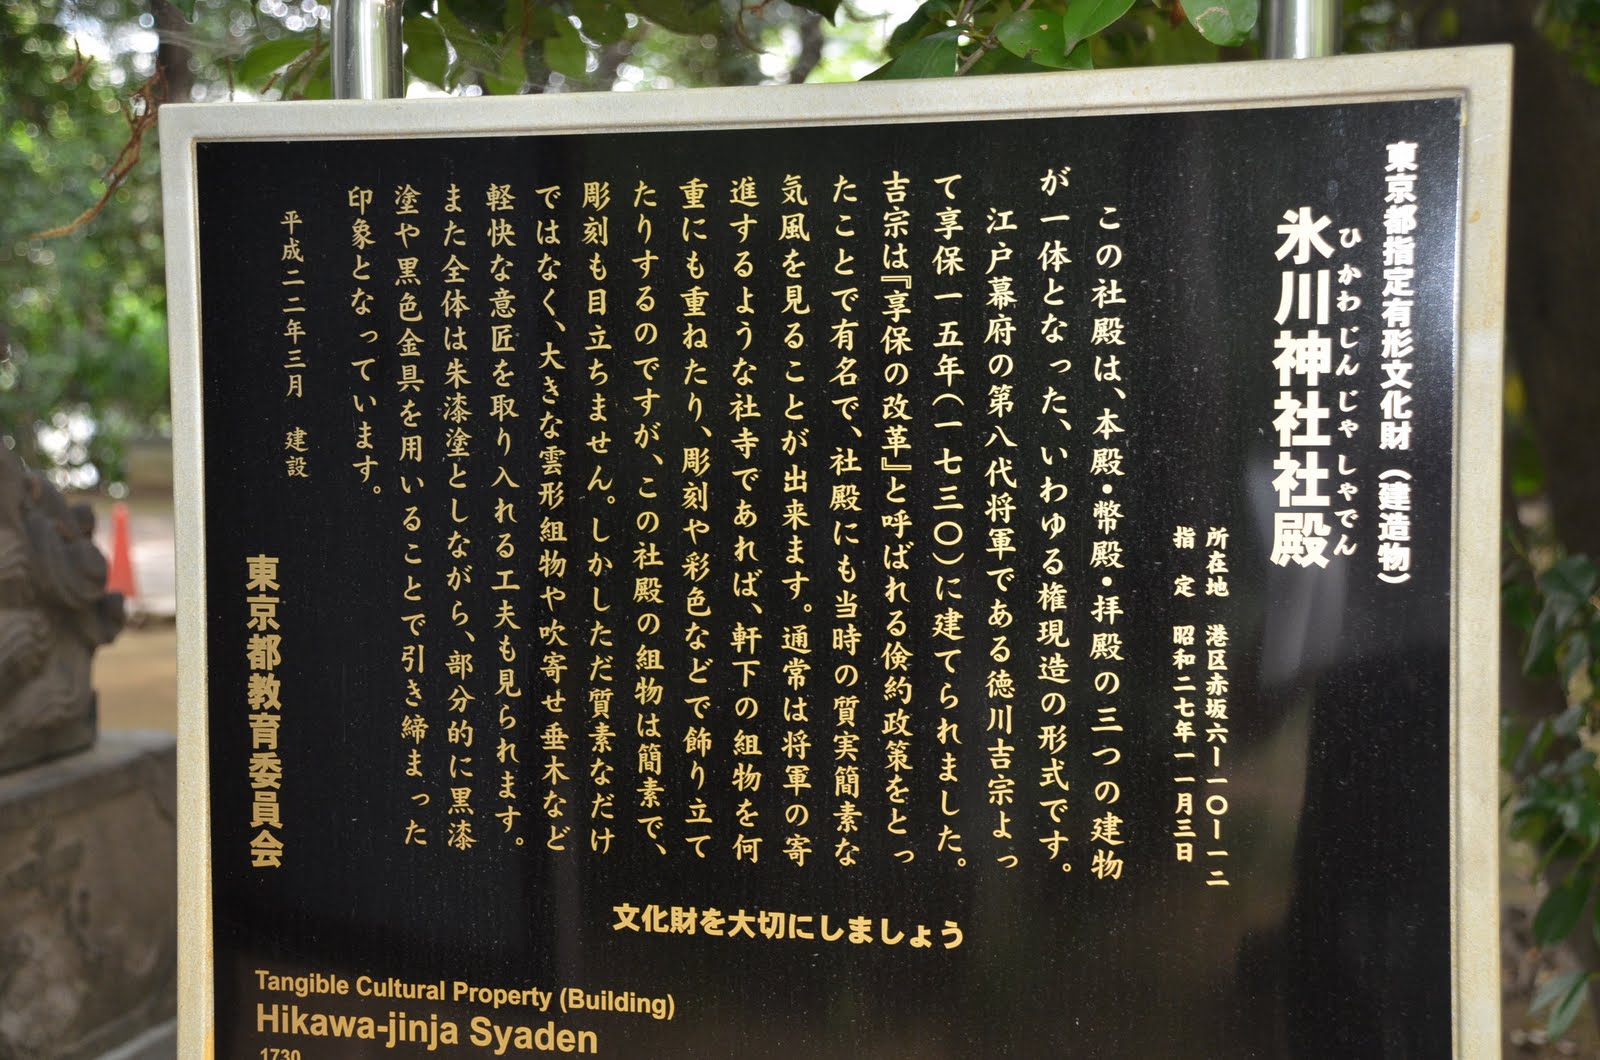 東京都指定有形文化財（建造物）
ひかわじんじゃしゃでん
氷川神社社殿
所在地　港区赤坂六ー一〇ー一二
指　定　昭和二七年一一月三日
この社殿は、本殿・幣殿・拝殿の三つの建物
が一体となった、いわゆる権現造の形式です。
江戸幕府の第八代将軍である徳川吉宗よっ
て享保一五年（一七三〇）に建てられました。
吉宗は『享保の改革』と呼ばれる倹約政策をとっ
たことで有名で、社殿にも当時の質実簡素な
気風を見ることが出来ます。通常は将軍の寄
進するような社寺であれば、軒下の組物を何
重にも重ねたり、彫刻や彩色などで飾り立て
たりするのですが、この社殿の組物は簡素で、
彫刻も目立ちません。しかしただ質素なだけ
ではなく、大きな雲形組物や吹寄せ垂木など
軽快な意匠を取り入れる工夫も見られます。
また全体は朱漆塗としながら、部分的に黒漆
塗や黒色金具を用いることで引き締まった
印象となっています。
平成二二年三月　建設
東京都教育委員会
文化財を大切にしましょう
Tangible Cultural Property (Building)
Hikawa-jinja Syaden
1730